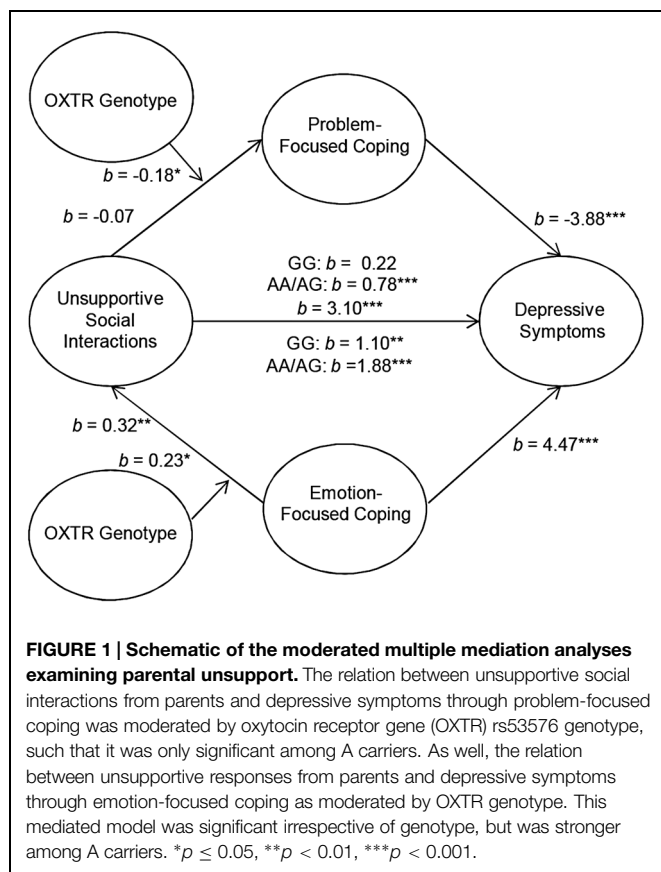 OXTR Genotype
Problem-
Focused Coping
b = -0.18*
b = -0.07
b = -3.88***
GG: b = 0.22
AA/AG: b = 0.78***
b = 3.10***
Unsupportive
Social
Interactions
Depressive
Symptoms
GG: b = 1.10**
AA/AG: b =1.88***
b = 0.32**
b = 0.23*
b = 4.47***
Emotion-
Focused Coping
OXTR Genotype
FIGURE 1 | Schematic of the moderated multiple mediation analyses
examining parental unsupport. The relation between unsupportive social
interactions from parents and depressive symptoms through problem-focused
coping was moderated by oxytocin receptor gene (OXTR) rs53576 genotype,
such that it was only significant among A carriers. As well, the relation
between unsupportive responses from parents and depressive symptoms
through emotion-focused coping as moderated by OXTR genotype. This
mediated model was significant irrespective of genotype, but was stronger
among A carriers. *p ≤ 0.05, **p < 0.01, ***p < 0.001.